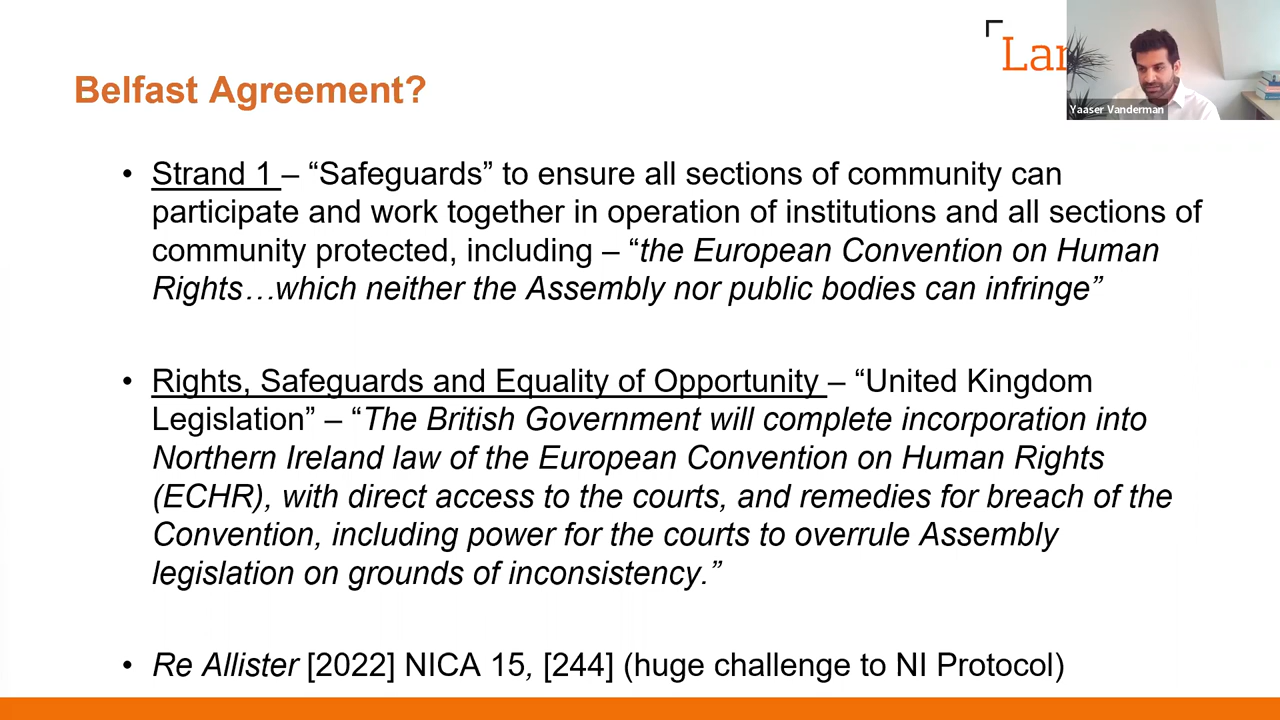 Lan
Yaaser Vanderman
Belfast Agreement?
• Strand 1 – “Safeguards” to ensure all sections of community can
participate and work together in operation of institutions and all sections of
community protected, including – “the European Convention on Human
Rights…which neither the Assembly nor public bodies can infringe”
• Rights, Safeguards and Equality of Opportunity – “United Kingdom
Legislation” – “The British Government will complete incorporation into
Northern Ireland law of the European Convention on Human Rights
(ECHR), with direct access to the courts, and remedies for breach of the
Convention, including power for the courts to overrule Assembly
legislation on grounds of inconsistency.”
• Re Allister [2022] NICA 15, [244] (huge challenge to NI Protocol)